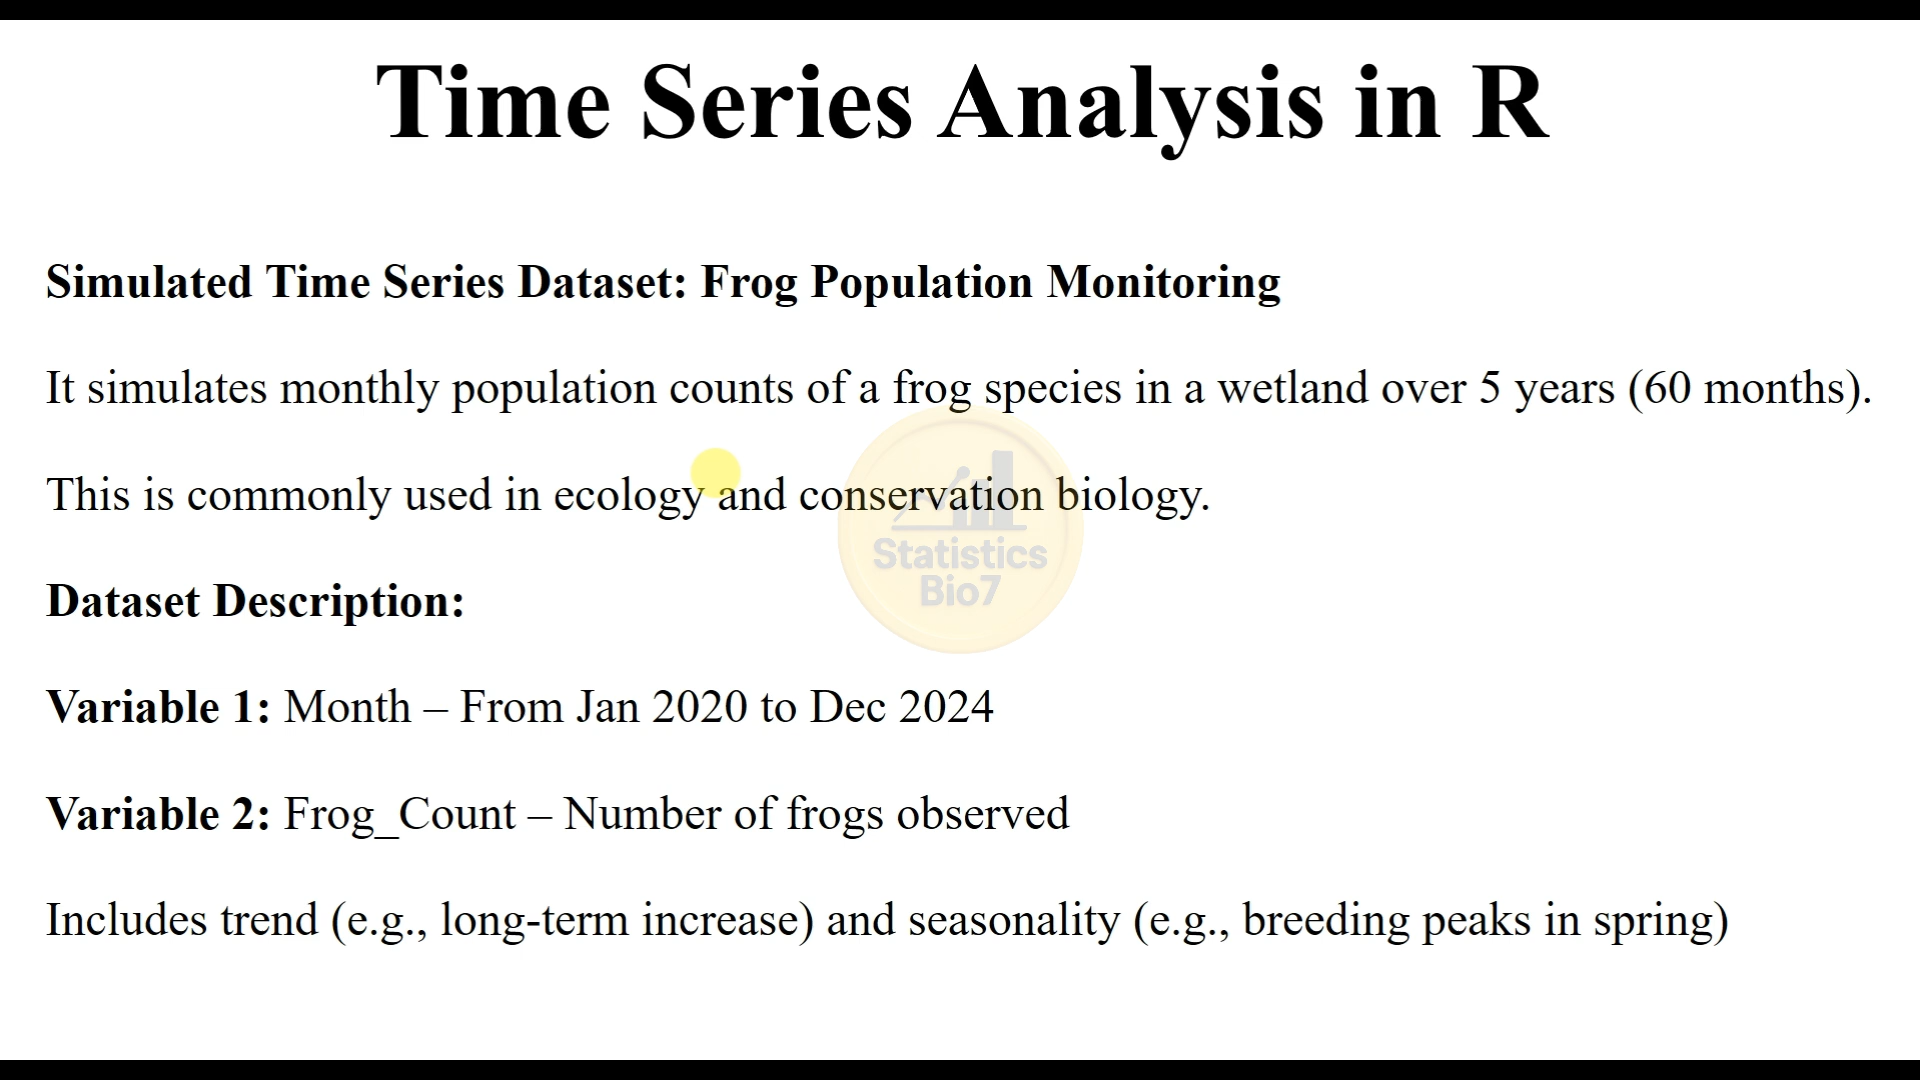 Time Series Analysis in R
Simulated Time Series Dataset: Frog Population Monitoring
It simulates monthly population counts of a frog species in a wetland over 5 years (60 months).
This is commonly used in ecology and conservation biology.
Statistics
Bio7
Dataset Description:
Variable 1: Month – From Jan 2020 to Dec 2024
Variable 2: Frog_Count – Number of frogs observed
Includes trend (e.g., long-term increase) and seasonality (e.g., breeding peaks in spring)